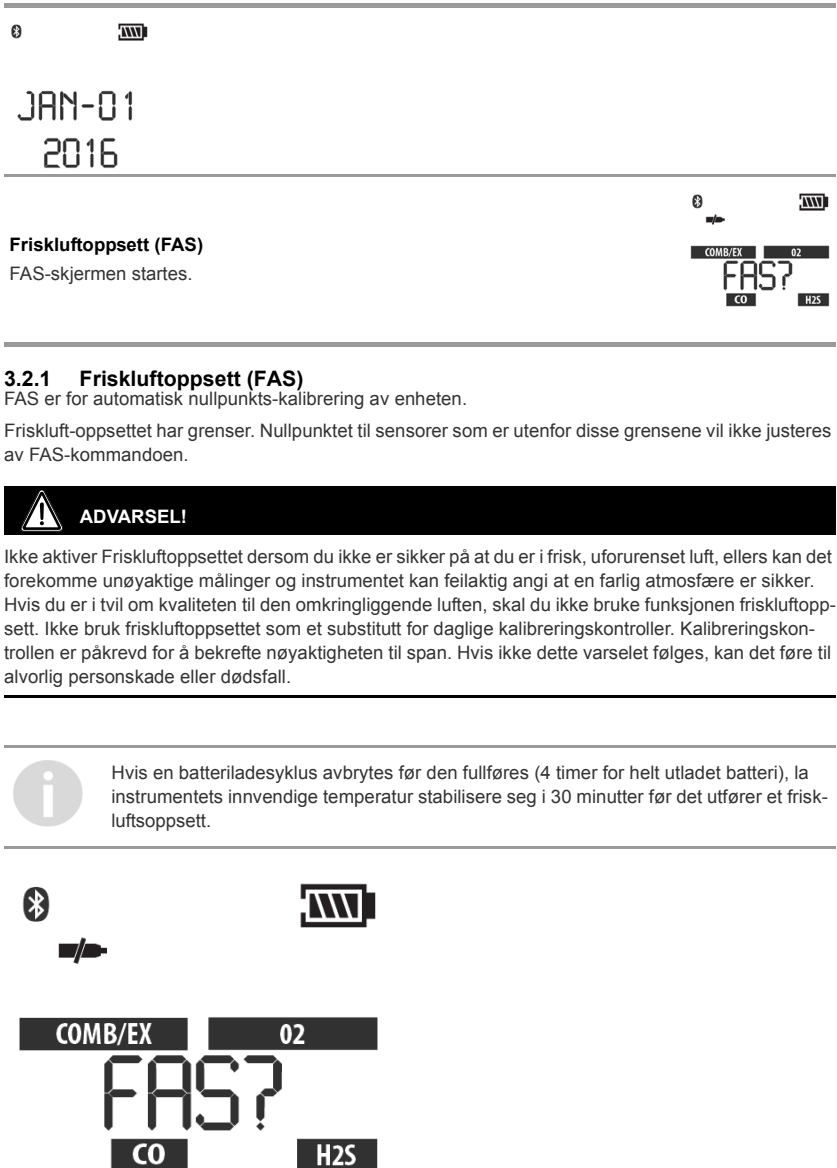 JAN-01
2016
Friskluftoppsett (FAS)
FAS-skjermen startes.
COMB/EX 02
FAS?
CO H2S
3.2.1 Friskluftoppsett (FAS)
FAS er for automatisk nullpunkts-kalibrering av enheten.
Friskluft-oppsettet har grenser. Nullpunktet til sensorer som er utenfor disse grensene vil ikke justeres
av FAS-kommandoen.
ADVARSEL!
Ikke aktiver Friskluftoppsettet dersom du ikke er sikker på at du er i frisk, uforurenset luft, ellers kan det
forekomme unøyaktige målinger og instrumentet kan feilaktig angi at en farlig atmosfære er sikker.
Hvis du er i tvil om kvaliteten til den omkringliggende luften, skal du ikke bruke funksjonen friskluftopp-
sett. Ikke bruk friskluftoppsettet som et substitutt for daglige kalibreringskontroller. Kalibreringskon-
trollen er påkrevd for å bekrefte nøyaktigheten til span. Hvis ikke dette varselet følges, kan det føre til
alvorlig personskade eller dødsfall.
Hvis en batteriladesyklus avbrytes før den fullføres (4 timer for helt utladet batteri), la
instrumentets innvendige temperatur stabilisere seg i 30 minutter før det utfører et frisk-
luftsoppsett.
COMB/EX 02
FAS?
CO H2S